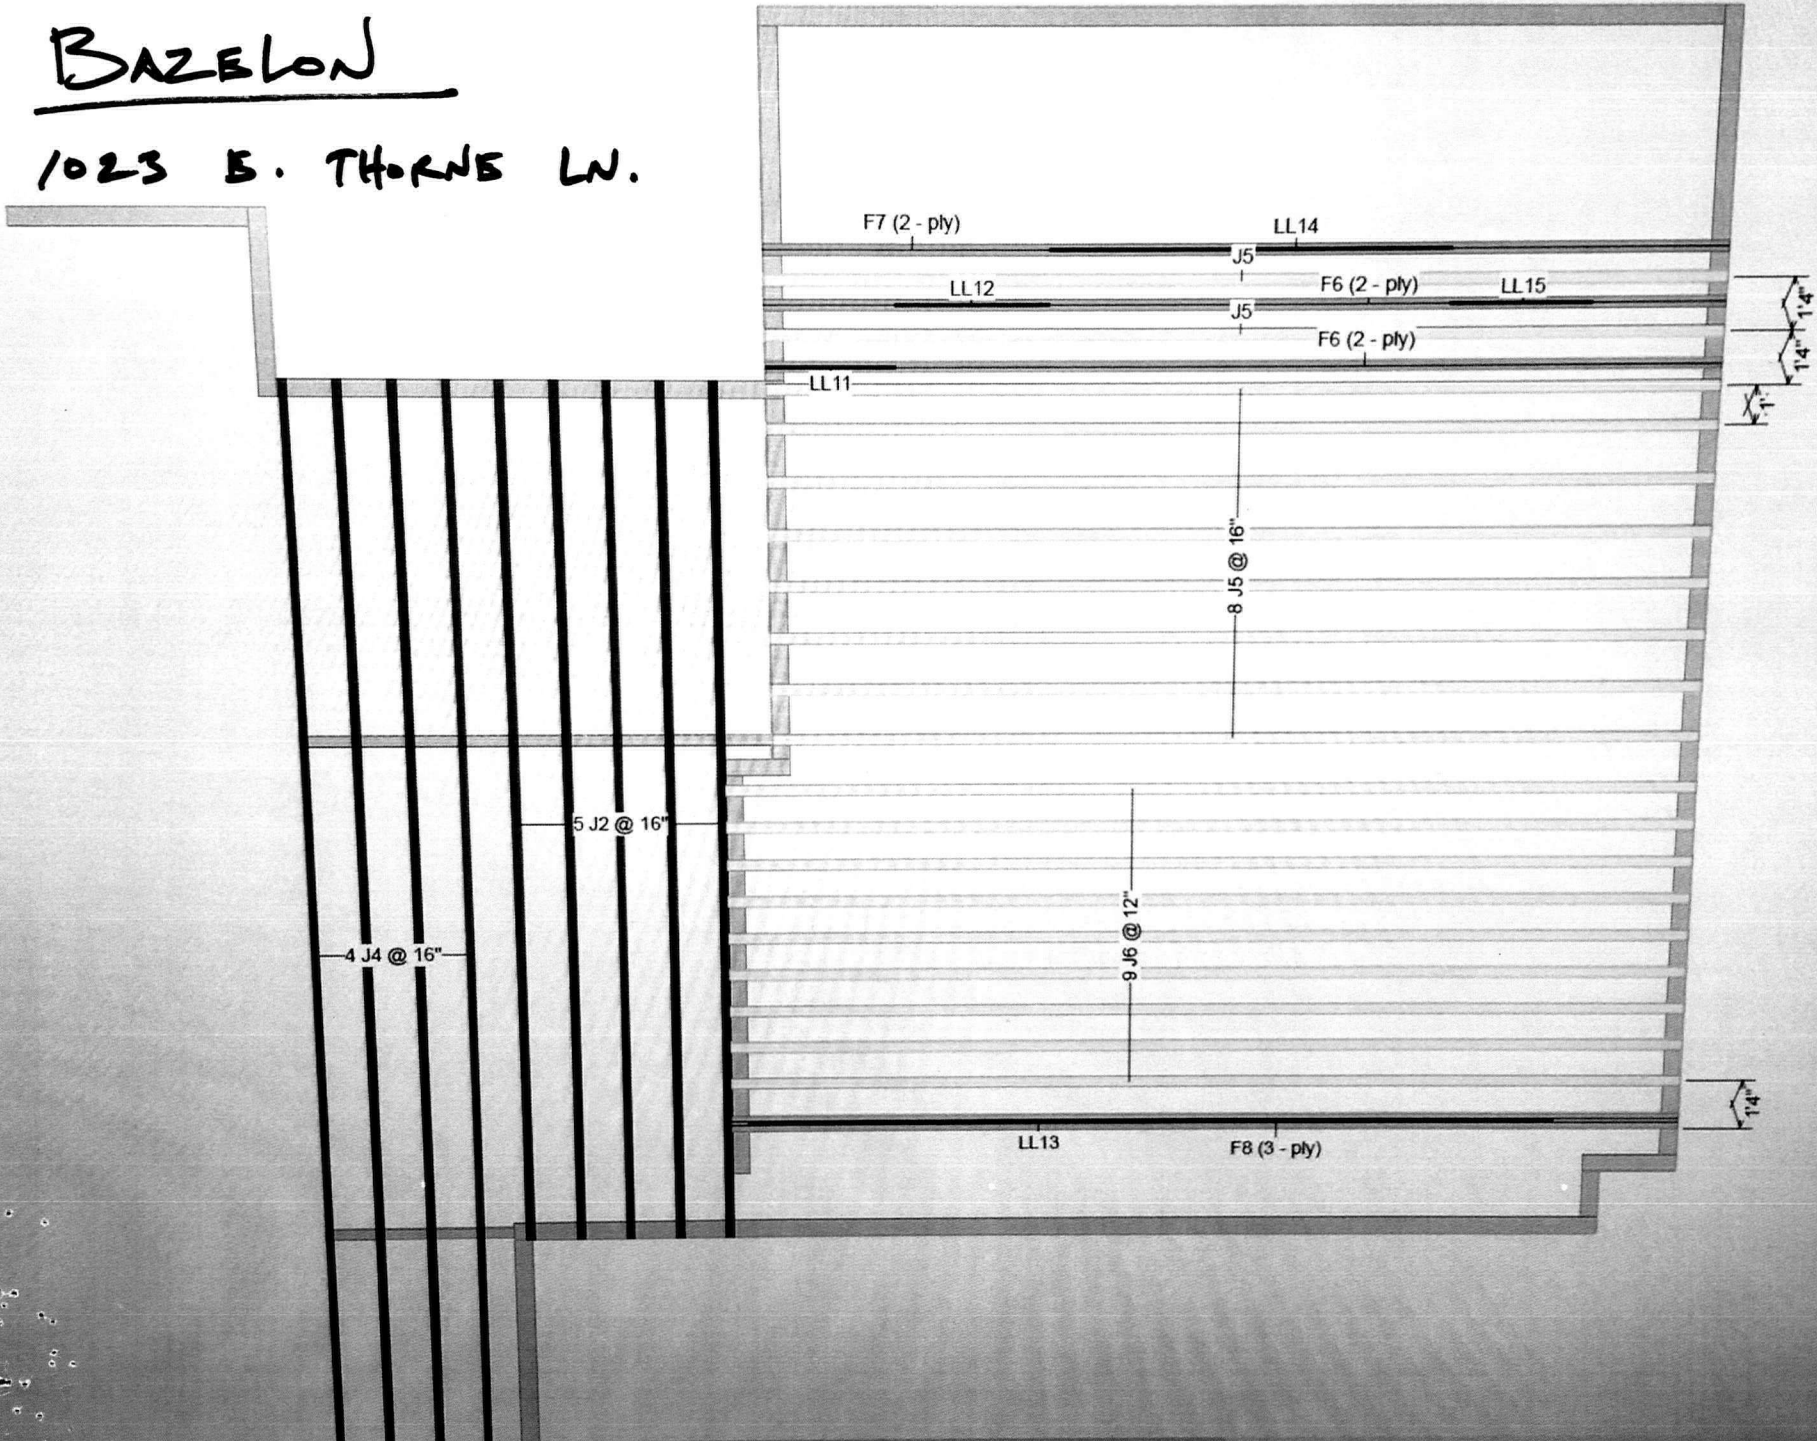 BAZELON
1023 E. THORNE LN.
F7 (2 - ply)
LL14
J5
LL12
F6 (2 - ply)
LL15
J5
F6 (2 - ply)
LL11
1'4"
1'4"
1'
8 J5 @ 16"
5 J2 @ 16"
4 J4 @ 16"
9 J6 @ 12"
1'4"
LL13
F8 (3 - ply)